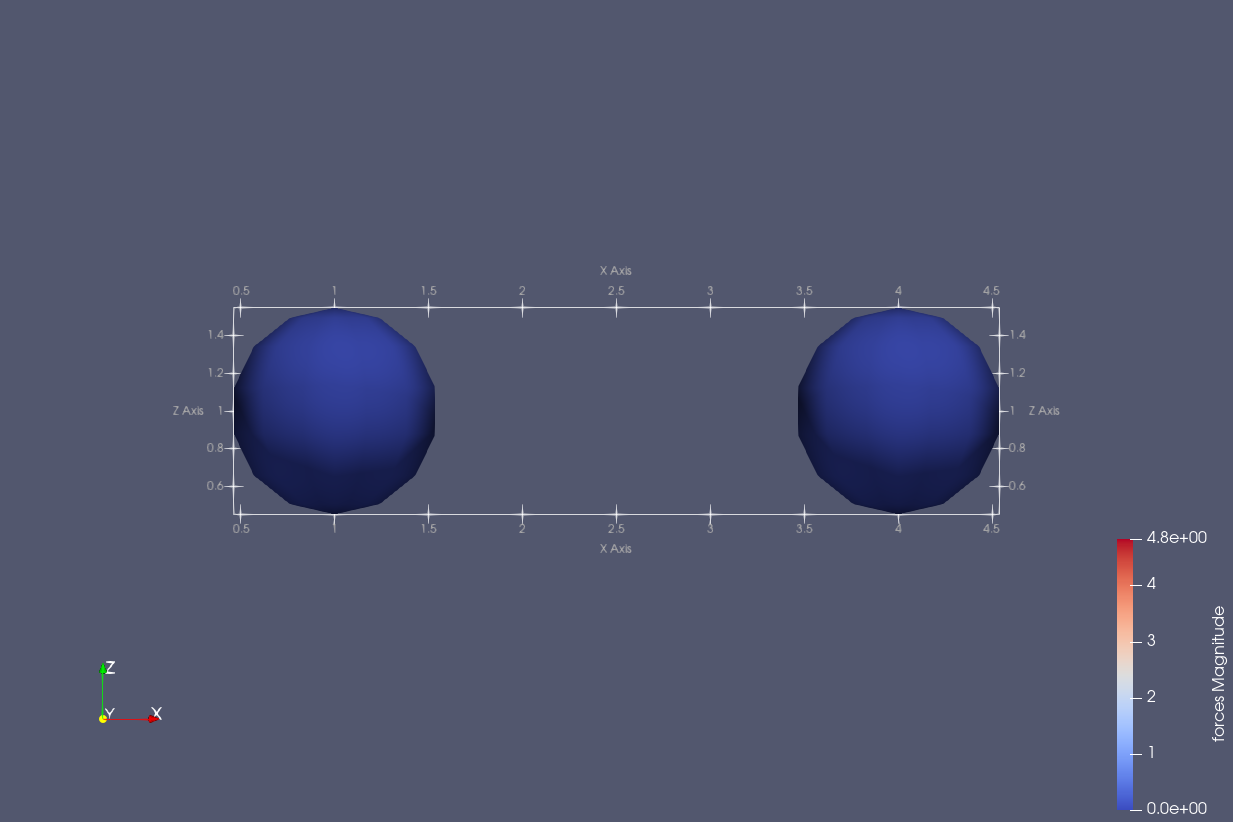 X Axis
0.5 1 1.5 2 2.5 3 3.5 4 4.5
1.4 1.4
1.2 1.2
Z Axis 1 1 Z Axis
0.8 0.8
0.6 0.6
0.5 1 1.5 2 2.5 3 3.5 4 4.5
X Axis
4.8e+00
4
3
2
1
0.0e+00
forces Magnitude
Z
Y X